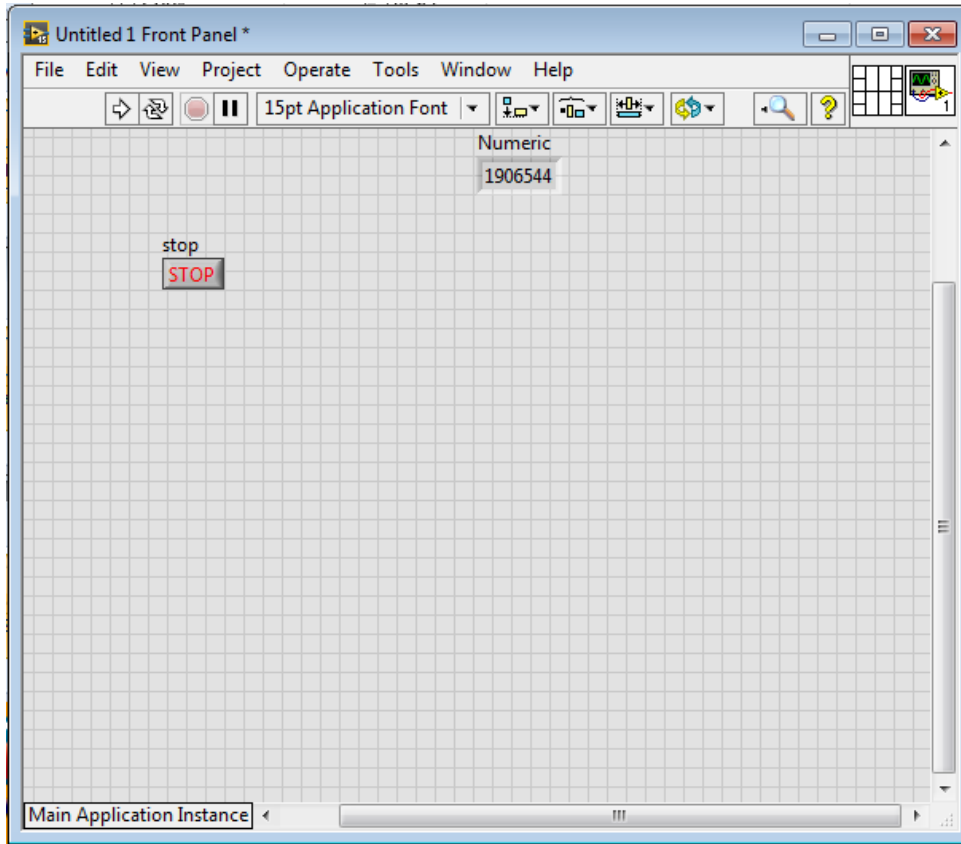 Untitled 1 Front Panel *
File Edit View Project Operate Tools Window Help
15pt Application Font
1
Numeric
1906544
stop
STOP
Main Application Instance